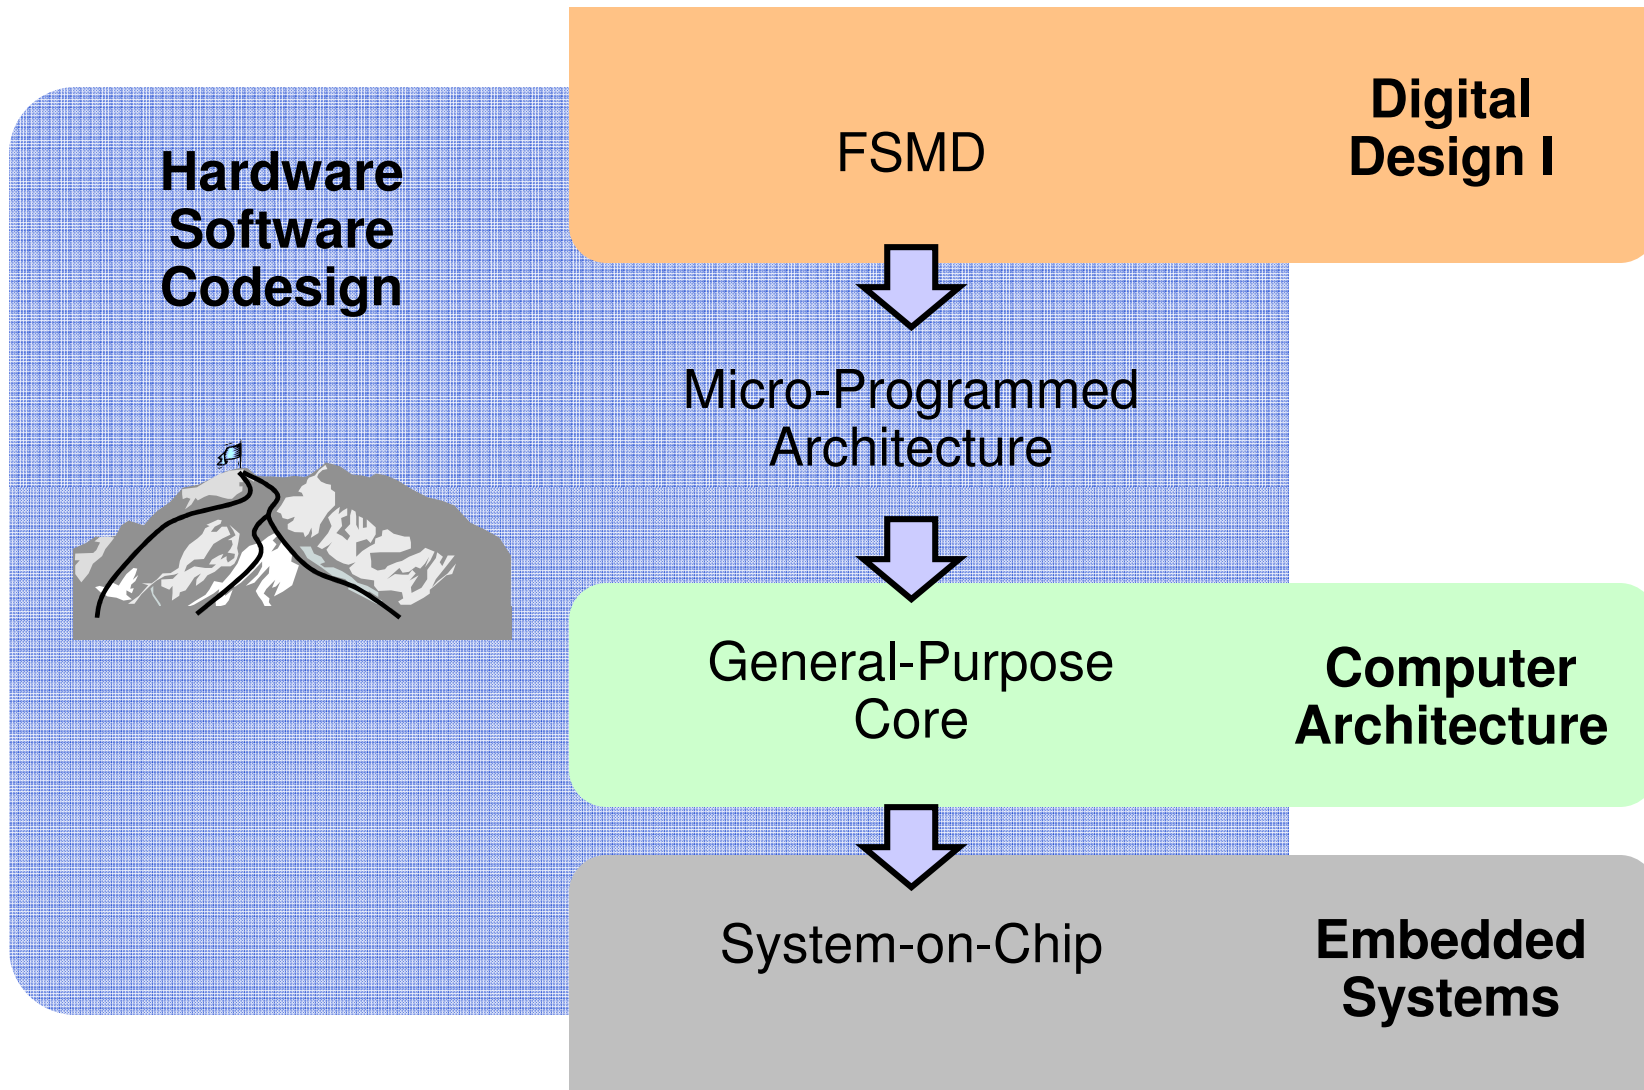 Hardware
Software
Codesign
FSMD
Digital
Design I
Micro-Programmed
Architecture
General-Purpose
Core
Computer
Architecture
System-on-Chip
Embedded
Systems